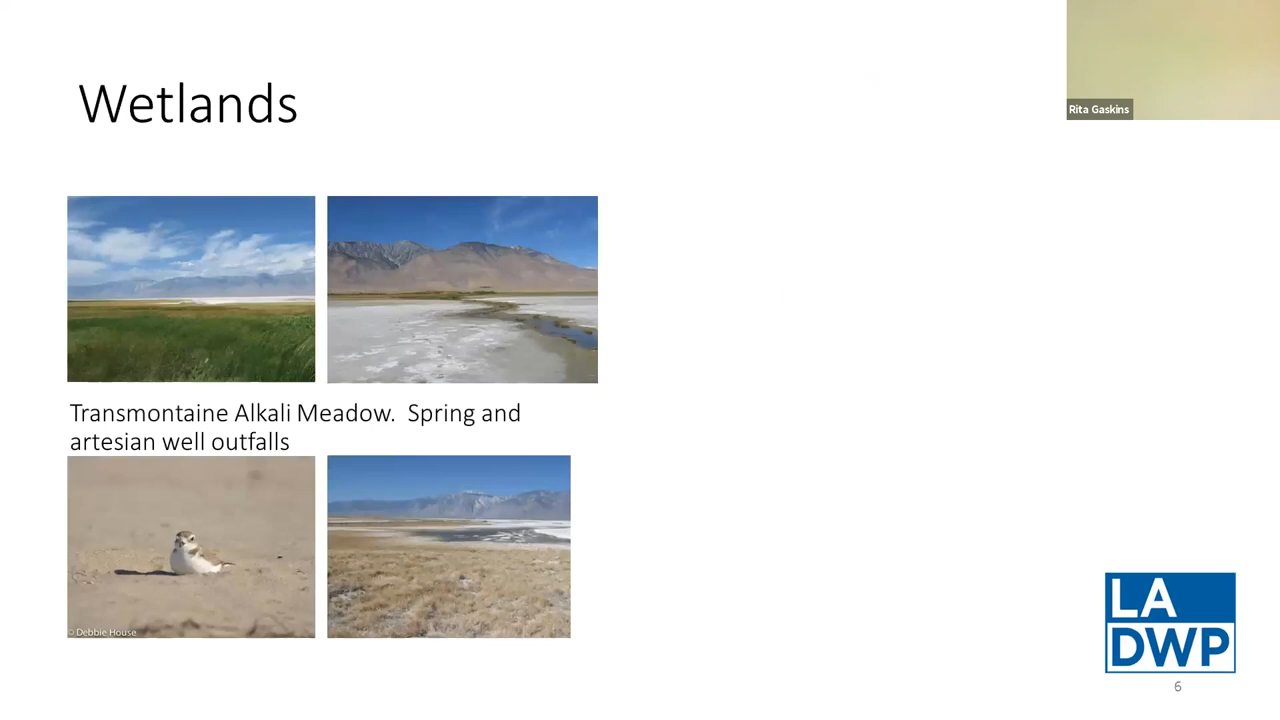 Wetlands
Rita Gaskins
Transmontaine Alkali Meadow.  Spring and
artesian well outfalls
© Debbie House
LA
DWP
6